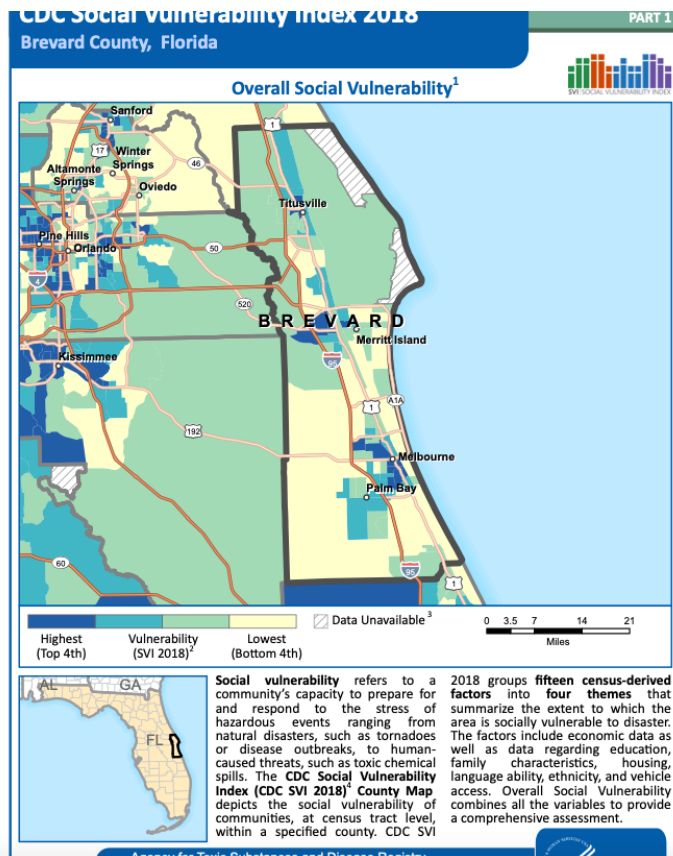 CDC Social Vulnerability Index 2018
PART 1
Brevard County, Florida
SVI SOCIAL VULNERABILITY INDEX
Overall Social Vulnerability1
Sanford
1
17
Winter
Springs
46
Altamonte
Springs
Oviedo
Titusville
Pine Hills
Orlando
50
4
520
BREVARD
Merritt Island
Kissimmee
95
A1A
1
192
Melbourne
Palm Bay
60
95
1
Data Unavailable 3
0 3.5 7 14 21
Miles
Highest
(Top 4th)
Vulnerability
(SVI 2018)2
Lowest
(Bottom 4th)
AL
GA
FL
Social vulnerability refers to a
community's capacity to prepare for
and respond to the stress of
hazardous events ranging from
natural disasters, such as tornadoes
or disease outbreaks, to human-
caused threats, such as toxic chemical
spills. The CDC Social Vulnerability
Index (CDC SVI 2018)4 County Map
depicts the social vulnerability of
communities, at census tract level,
within a specified county. CDC SVI
2018 groups fifteen census-derived
factors into four themes that
summarize the extent to which the
area is socially vulnerable to disaster.
The factors include economic data as
well as data regarding education,
family characteristics, housing,
language ability, ethnicity, and vehicle
access. Overall Social Vulnerability
combines all the variables to provide
a comprehensive assessment.
Agency for Toxic Substances and Disease Registry